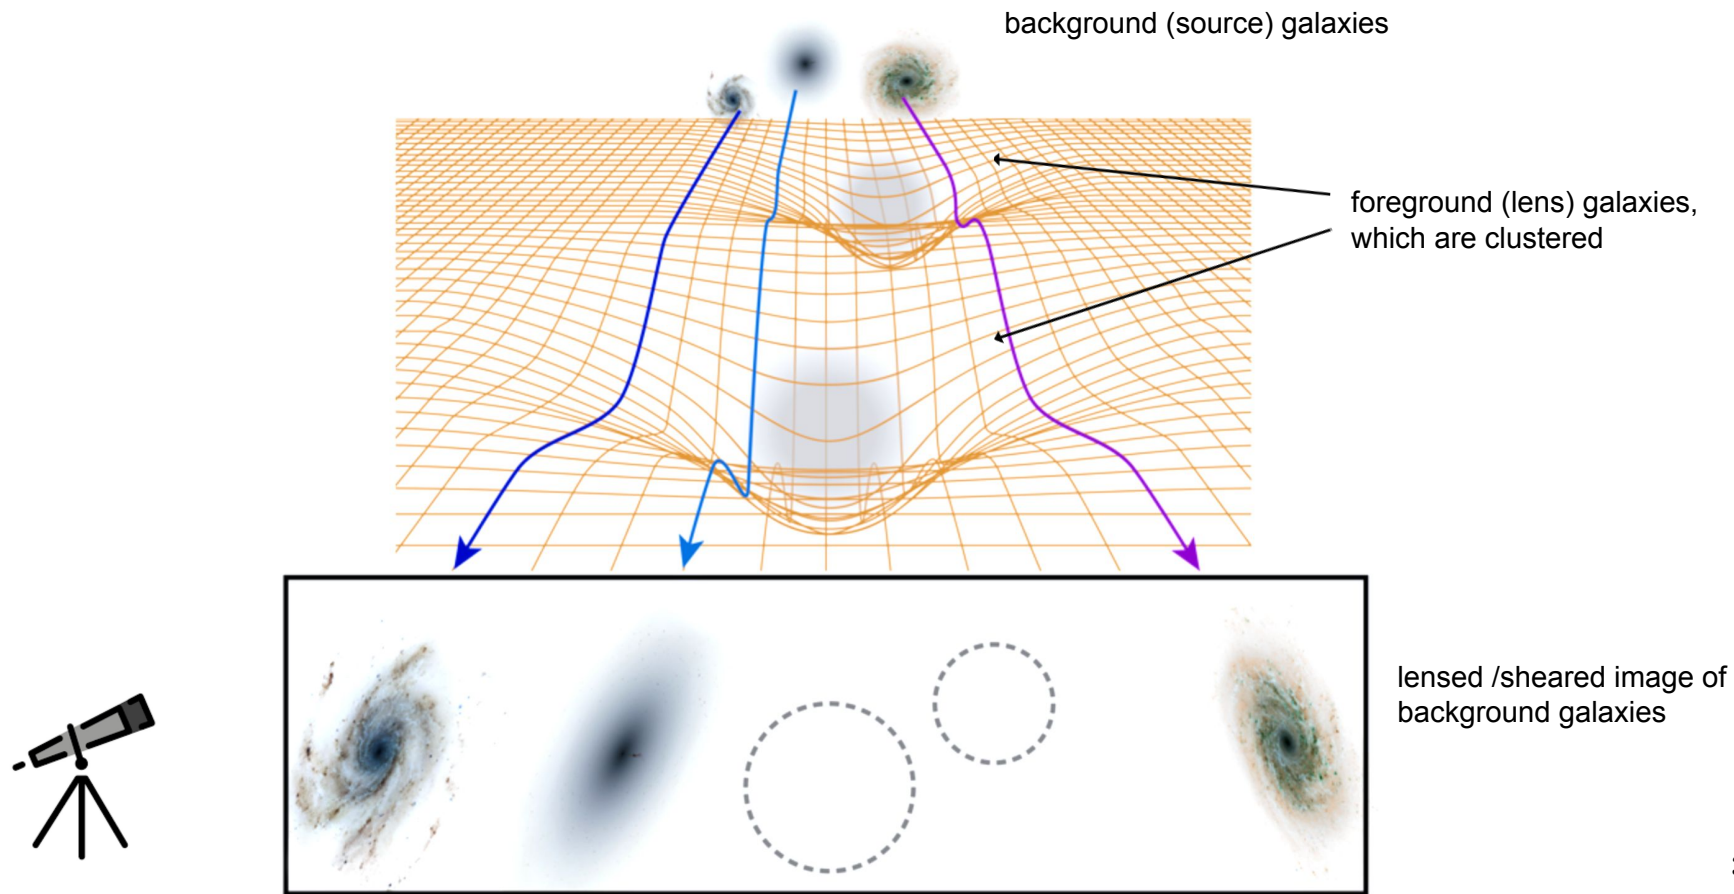 background (source) galaxies
foreground (lens) galaxies,
which are clustered
lensed /sheared image of
background galaxies